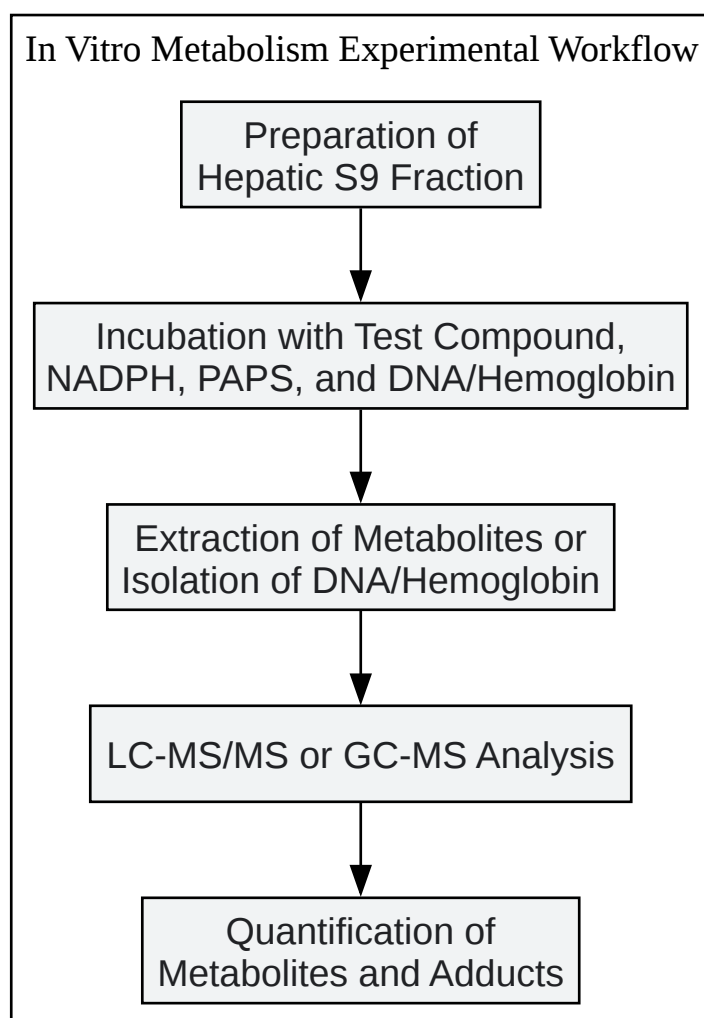 In Vitro Metabolism Experimental Workflow
Preparation of
Hepatic S9 Fraction
Incubation with Test Compound,
NADPH, PAPS, and DNA/Hemoglobin
Extraction of Metabolites or
Isolation of DNA/Hemoglobin
LC-MS/MS or GC-MS Analysis
Quantification of
Metabolites and Adducts